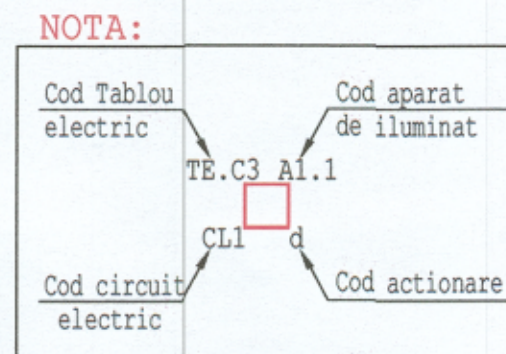 NOTA:
Cod Tablou
electric
Cod aparat
de iluminat
TE.C3 A1.1
CL1 d
Cod circuit
electric
Cod actionare